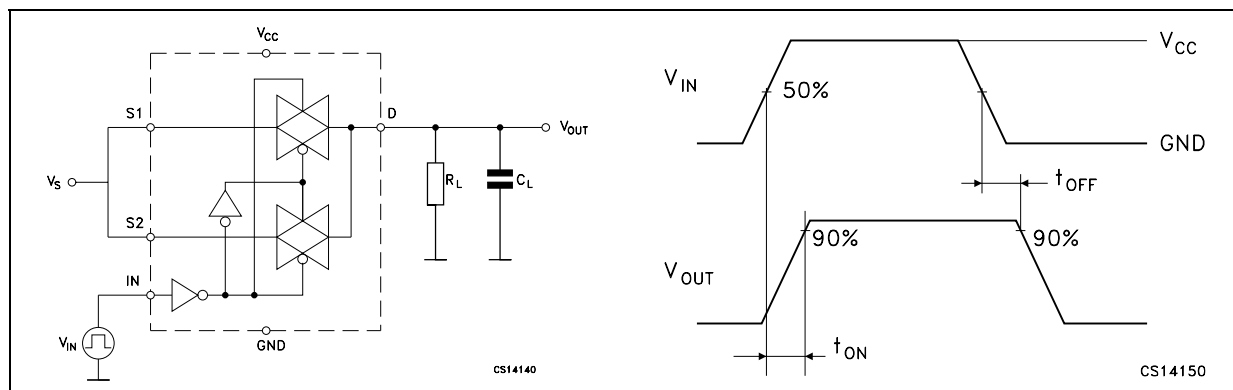 VCC
S1
D
VOUT
VS
RL
CL
S2
IN
VIN
GND
CS14140
VCC
VIN
50%
GND
tOFF
90%
90%
VOUT
tON
CS14150